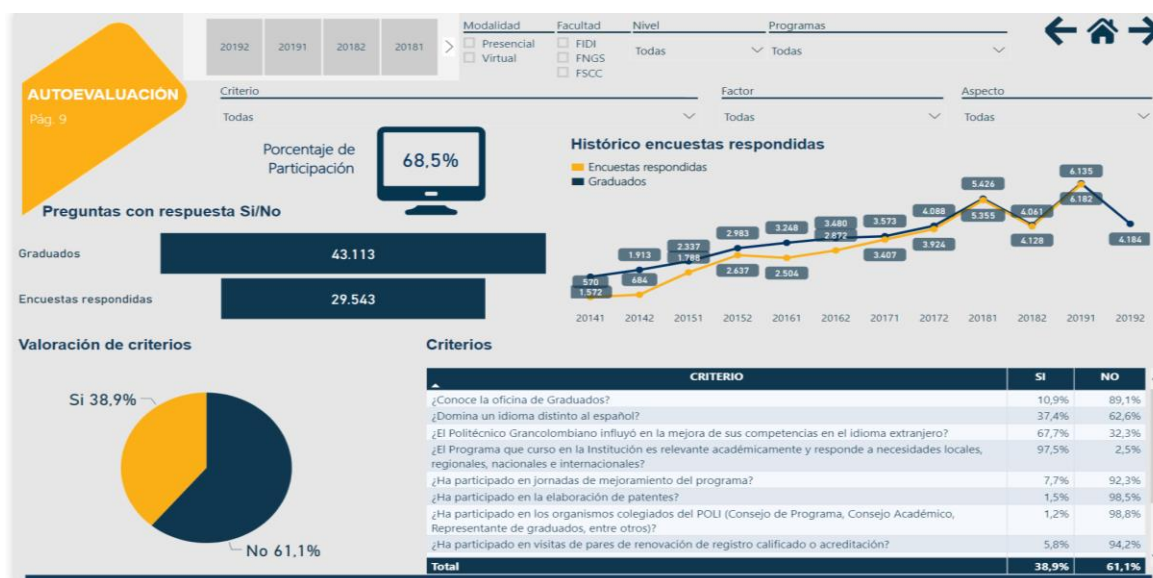 20192 20191 20182 20181
Modalidad
Presencial
Virtual
Facultad
FIDI
FNGS
FSCC
Nivel
Todas
Programas
Todas
AUTOEVALUACIÓN
Pág. 9
Criterio
Todas
Factor
Todas
Aspecto
Todas
Porcentaje de
Participación
68,5%
Preguntas con respuesta Si/No
Graduados 43.113
Encuestas respondidas 29.543
Histórico encuestas respondidas
Encuestas respondidas
Graduados
570 1.913 2.337 2.983 3.248 3.480 3.573 4.088 5.426 4.061 6.135
1.572 684 1.788 2.637 2.504 2.872 3.407 3.924 5.355 4.128 6.182 4.184
20141 20142 20151 20152 20161 20162 20171 20172 20181 20182 20191 20192
Valoración de criterios
Si 38,9%
No 61,1%
Criterios
CRITERIO SI NO
¿Conoce la oficina de Graduados? 10,9% 89,1%
¿Domina un idioma distinto al español? 37,4% 62,6%
¿El Politécnico Grancolombiano influyó en la mejora de sus competencias en el idioma extranjero? 67,7% 32,3%
¿El Programa que curso en la Institución es relevante académicamente y responde a necesidades locales, 97,5% 2,5%
regionales, nacionales e internacionales?
¿Ha participado en jornadas de mejoramiento del programa? 7,7% 92,3%
¿Ha participado en la elaboración de patentes? 1,5% 98,5%
¿Ha participado en los organismos colegiados del POLI (Consejo de Programa, Consejo Académico, 1,2% 98,8%
Representante de graduados, entre otros)?
¿Ha participado en visitas de pares de renovación de registro calificado o acreditación? 5,8% 94,2%
Total 38,9% 61,1%